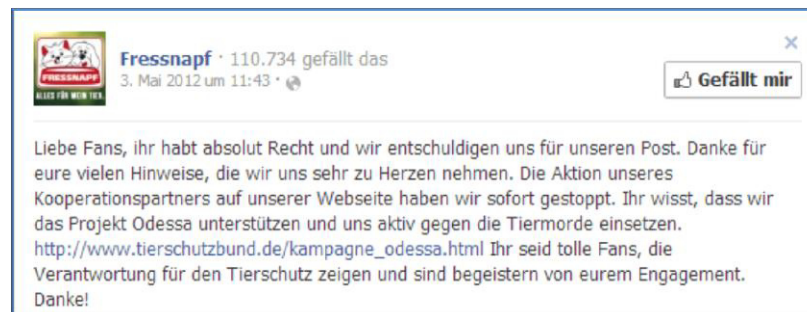 FRESSNAPF
ALLES FÜR MEIN TIER.
Fressnapf · 110.734 gefällt das
3. Mai 2012 um 11:43 ·
Gefällt mir
Liebe Fans, ihr habt absolut Recht und wir entschuldigen uns für unseren Post. Danke für
eure vielen Hinweise, die wir uns sehr zu Herzen nehmen. Die Aktion unseres
Kooperationspartners auf unserer Webseite haben wir sofort gestoppt. Ihr wisst, dass wir
das Projekt Odessa unterstützen und uns aktiv gegen die Tiermorde einsetzen.
http://www.tierschutzbund.de/kampagne_odessa.html Ihr seid tolle Fans, die
Verantwortung für den Tierschutz zeigen und sind begeistern von eurem Engagement.
Danke!